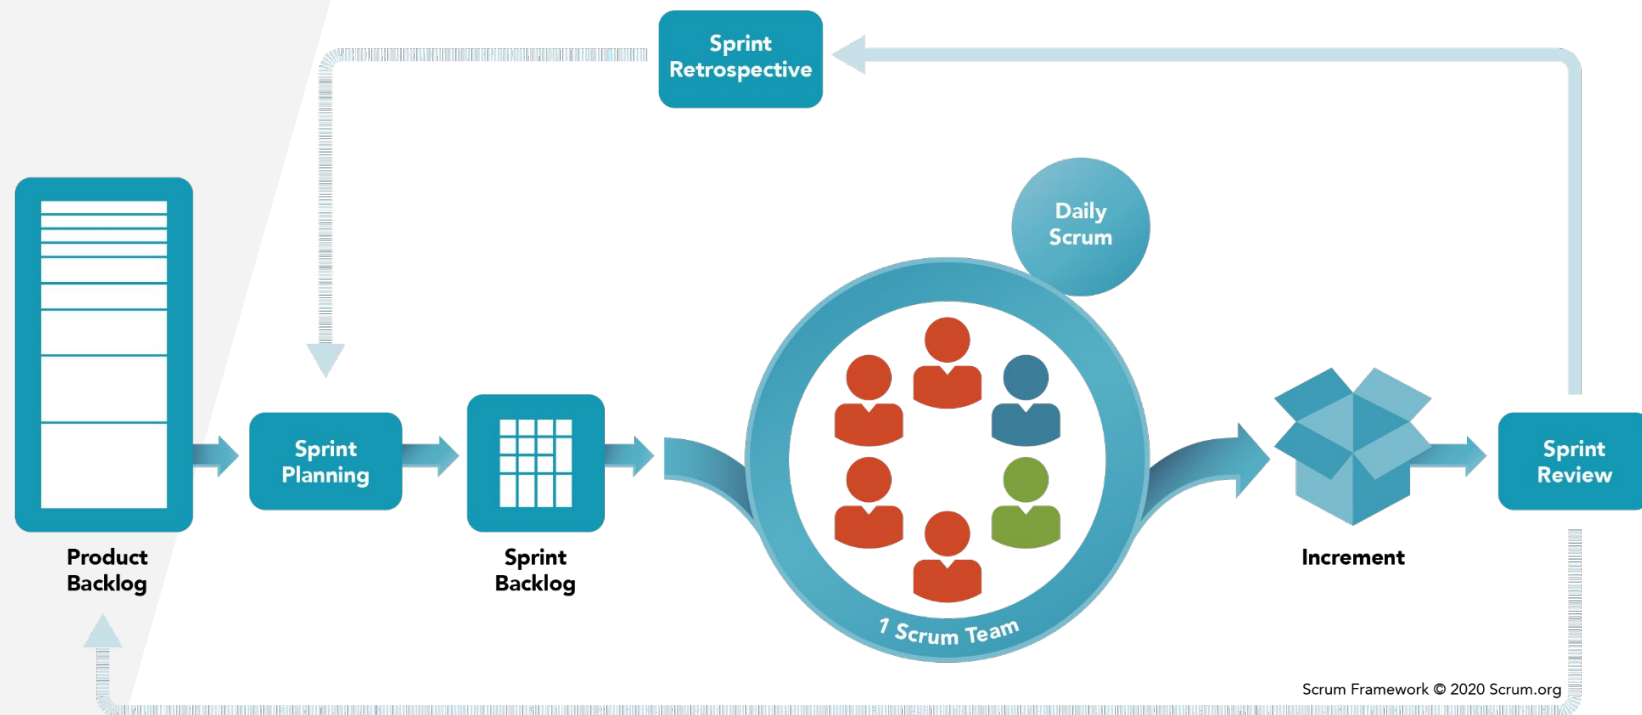 Sprint
Retrospective
Daily
Scrum
Sprint
Planning
Sprint
Review
Product
Backlog
Sprint
Backlog
Increment
1 Scrum Team
Scrum Framework © 2020 Scrum.org